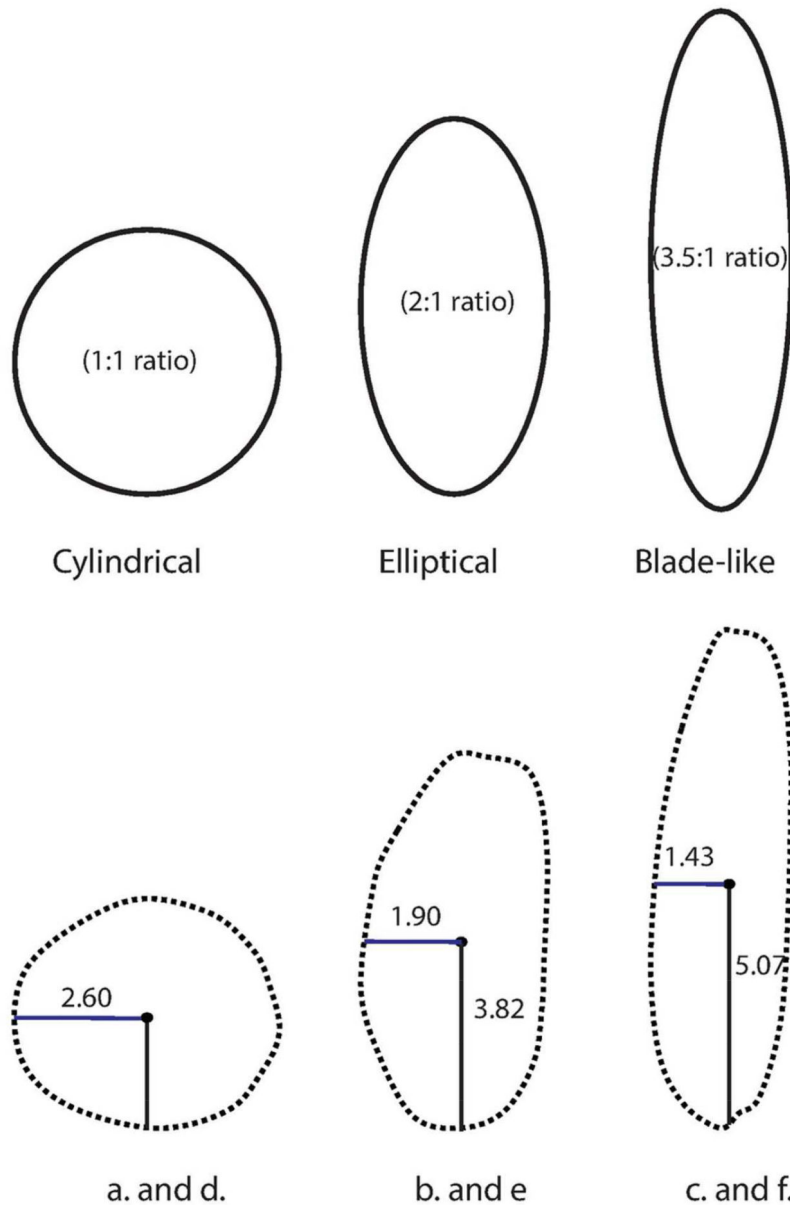 (1:1 ratio)
(2:1 ratio)
(3.5:1 ratio)
Cylindrical
Elliptical
Blade-like
2.60
1.90
3.82
1.43
5.07
a. and d.
b. and e
c. and f.